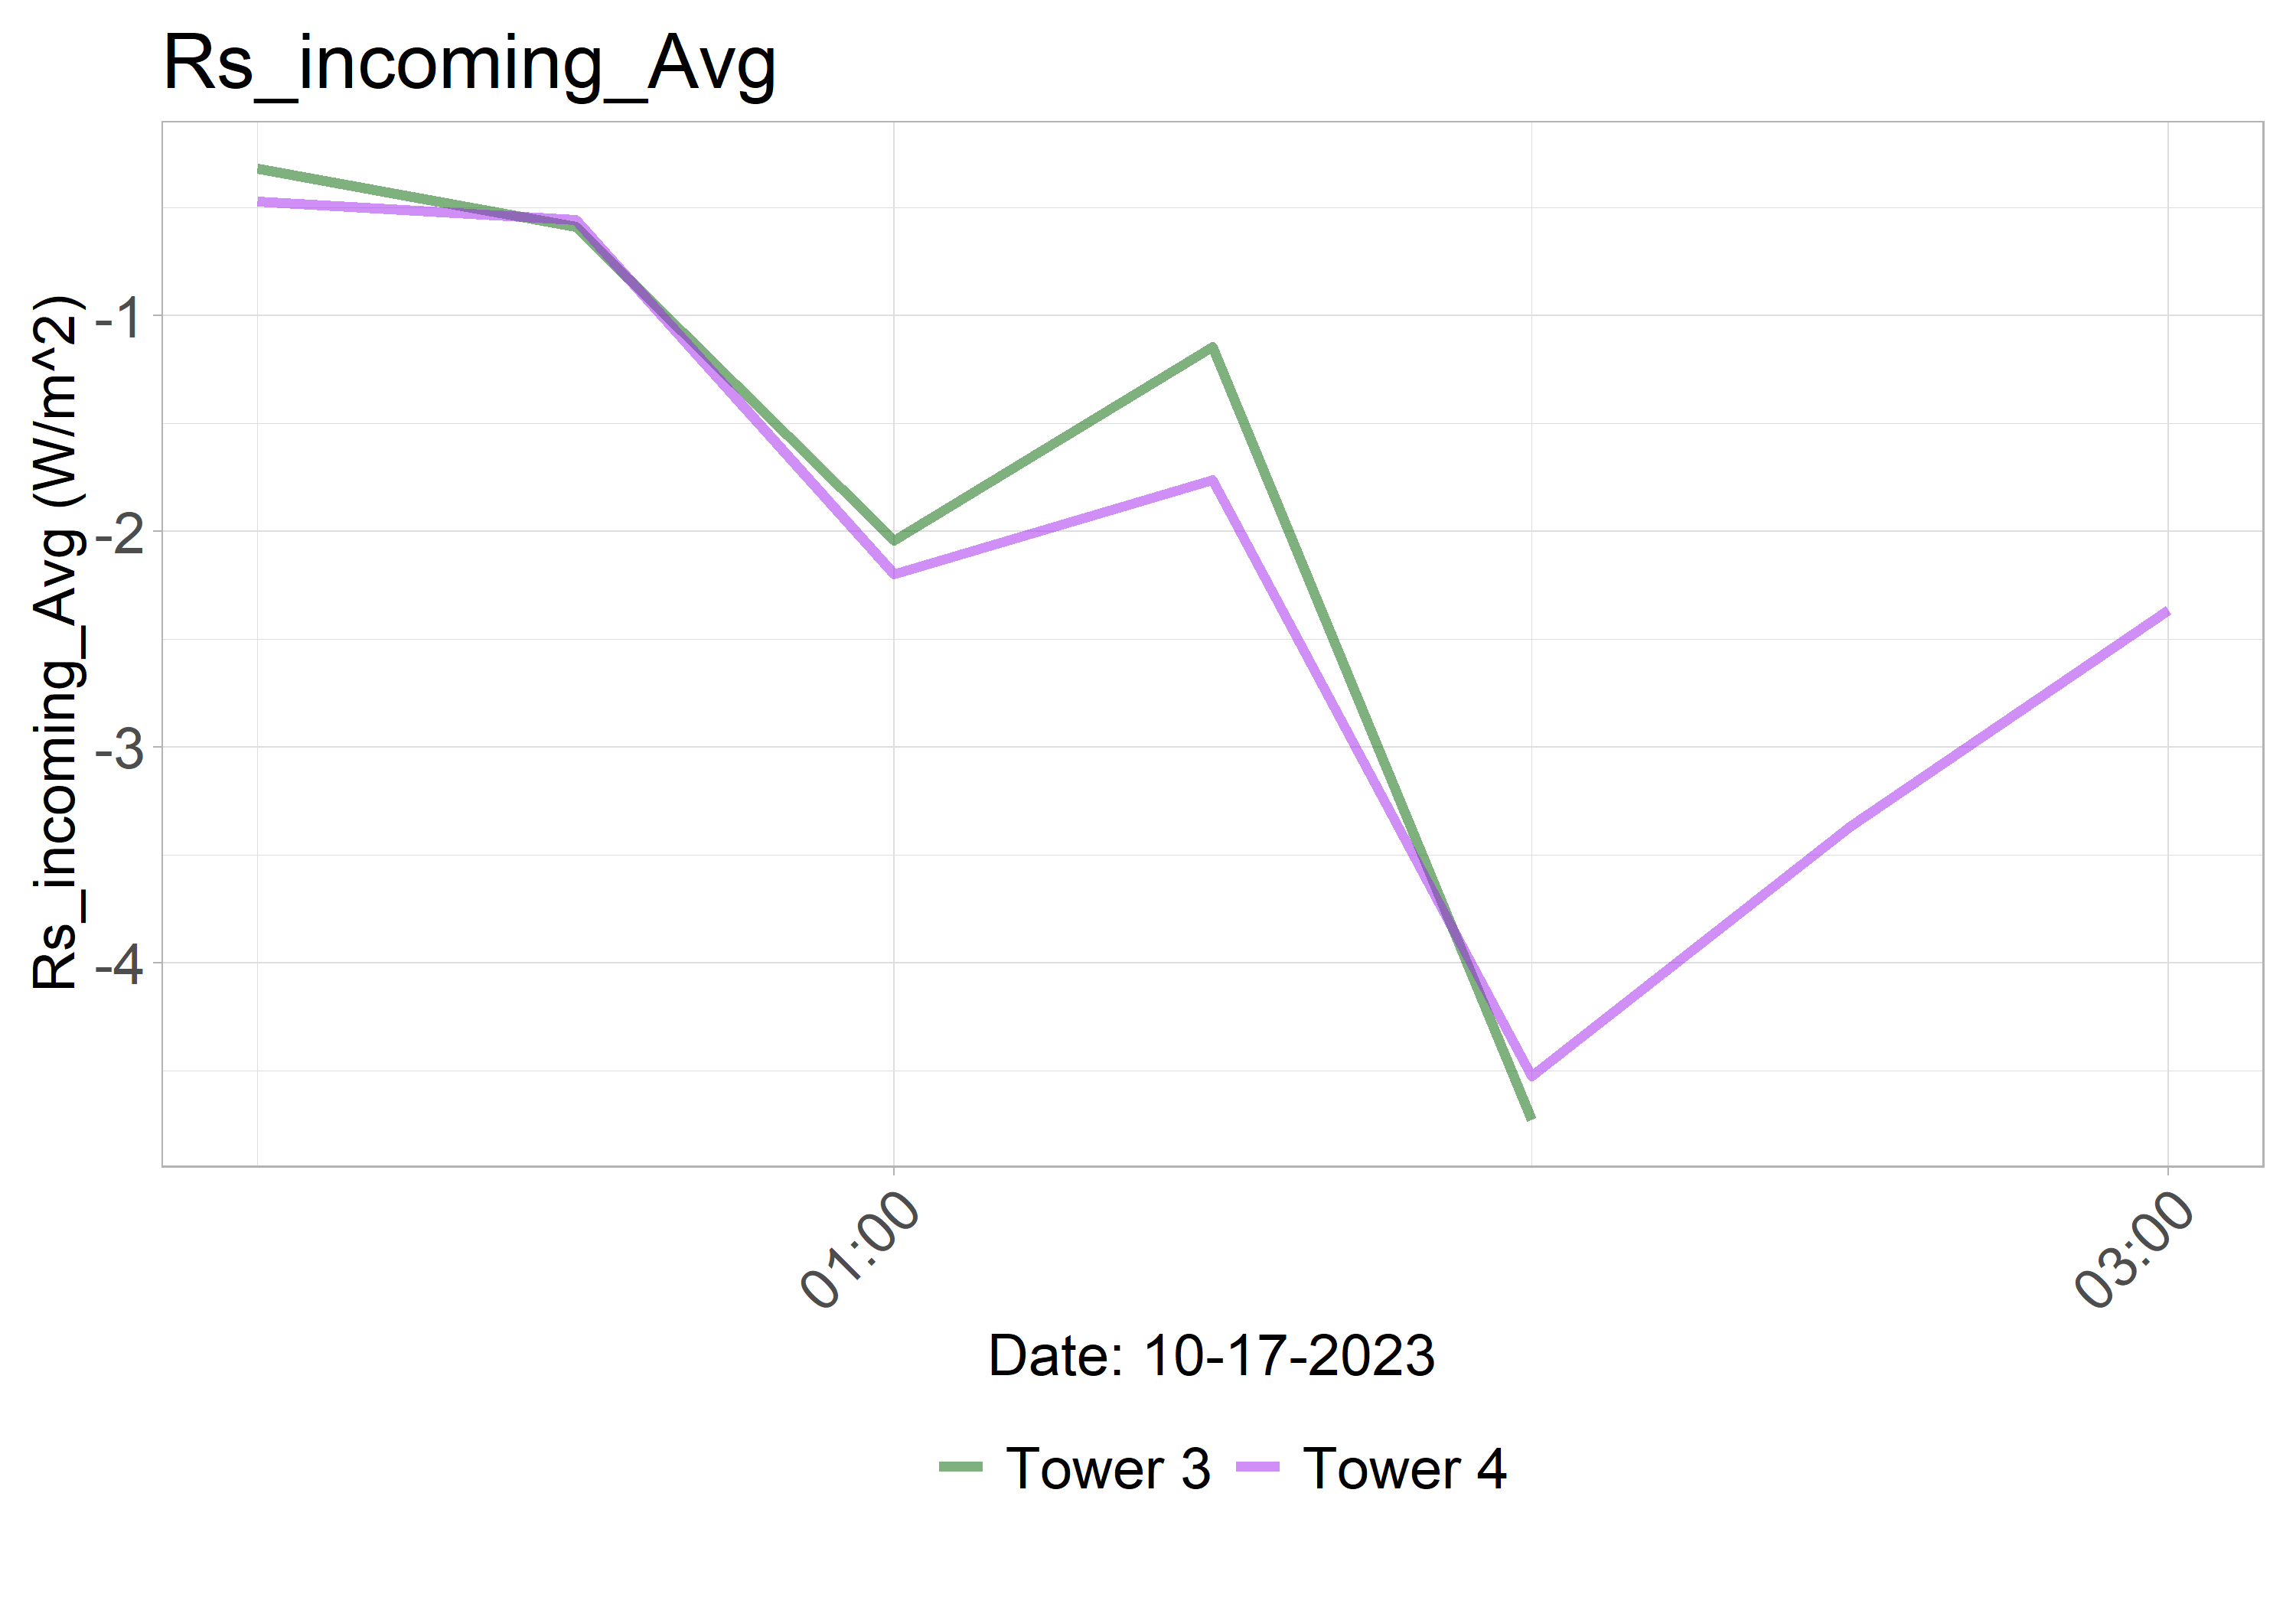 Rs_incoming_Avg
Rs_incoming_Avg (W/m^2)
-1
-2
-3
-4
01:00
03:00
Date: 10-17-2023
Tower 3
Tower 4